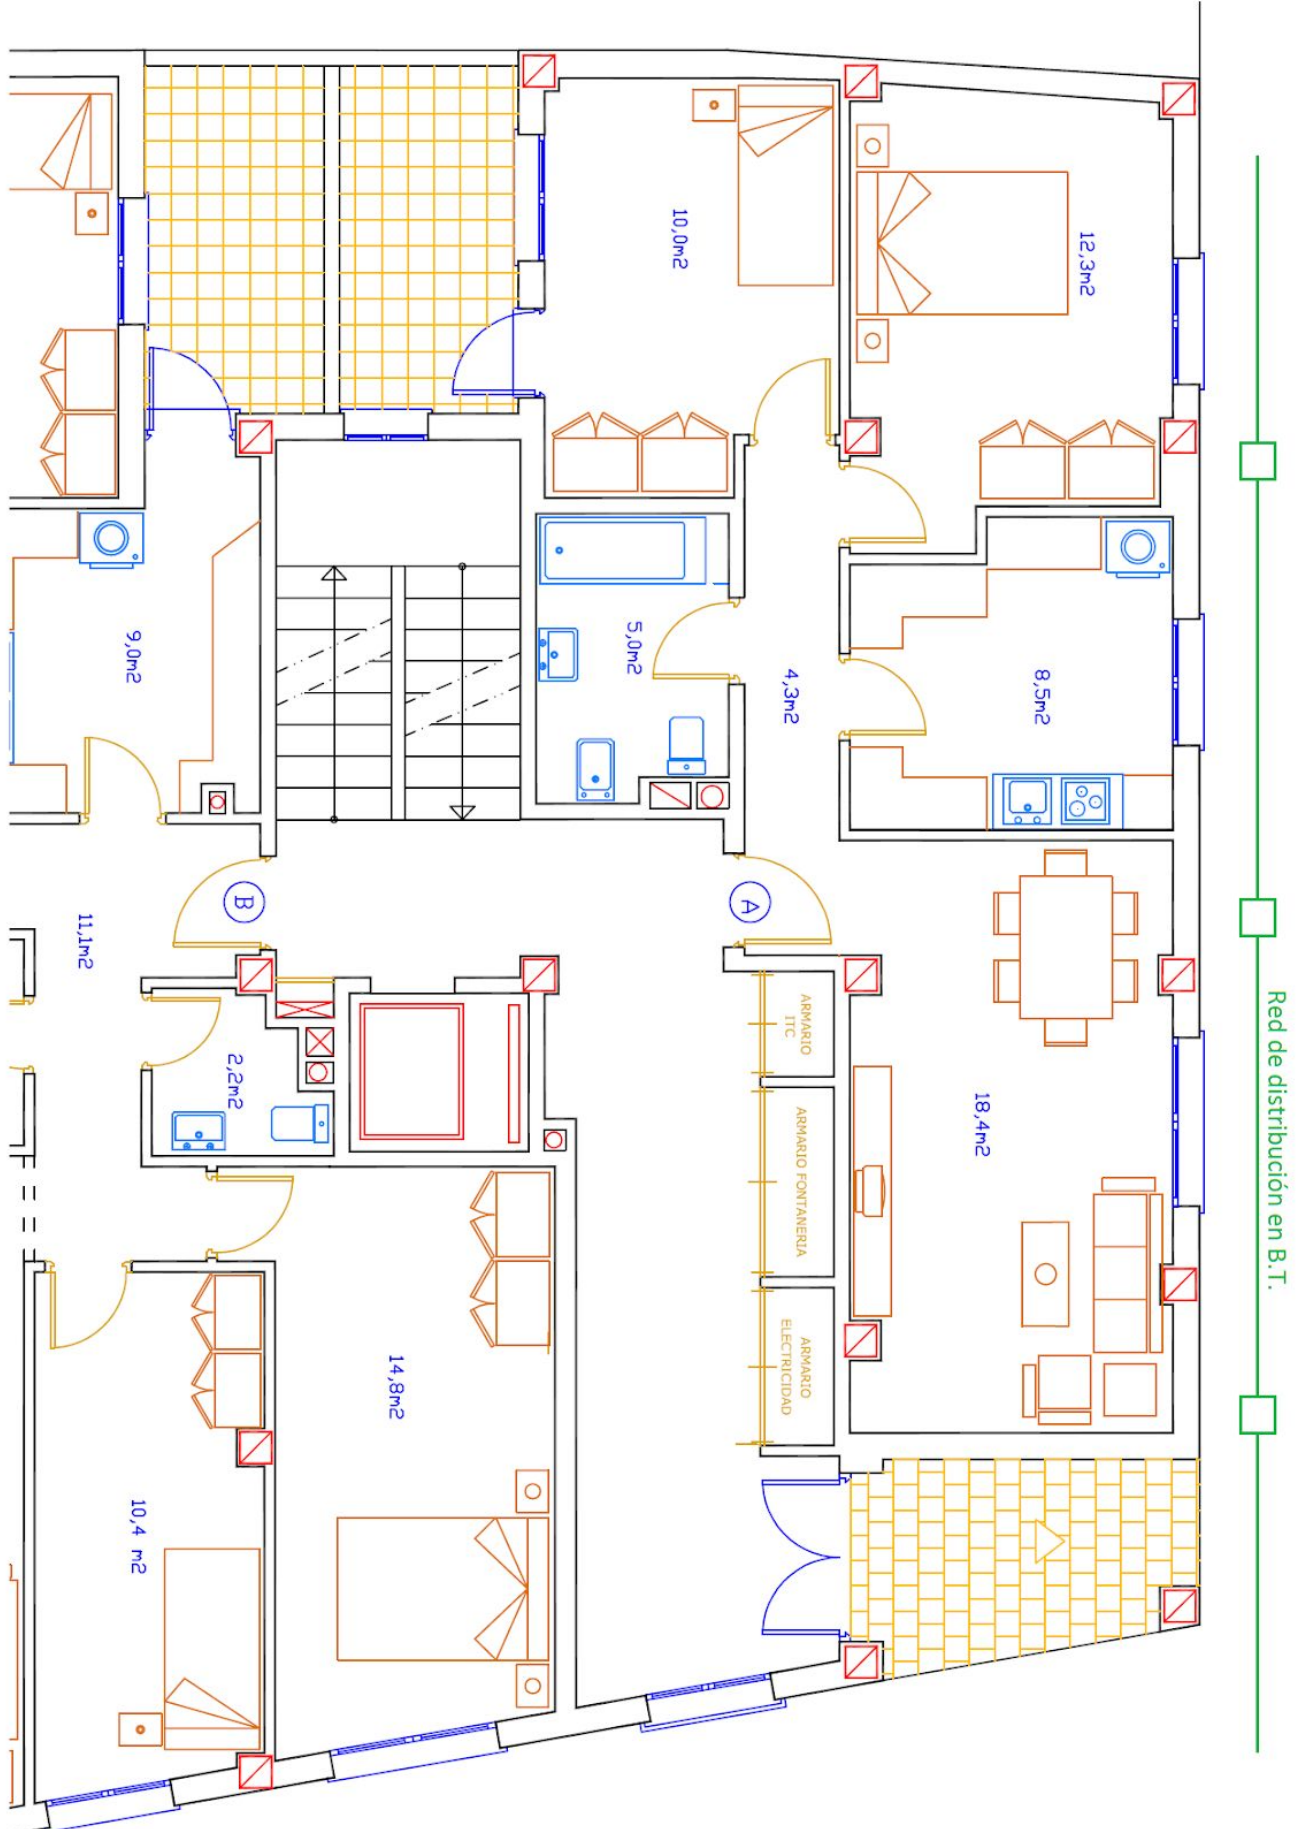 10,0m2
12,3m2
9,0m2
5,0m2
4,3m2
8,5m2
B
A
11,1m2
2,2m2
ARMARIO
ITC
ARMARIO FONTANERIA
ARMARIO
ELECTRICIDAD
18,4m2
Red de distribución en B.T.
14,8m2
10,4 m2